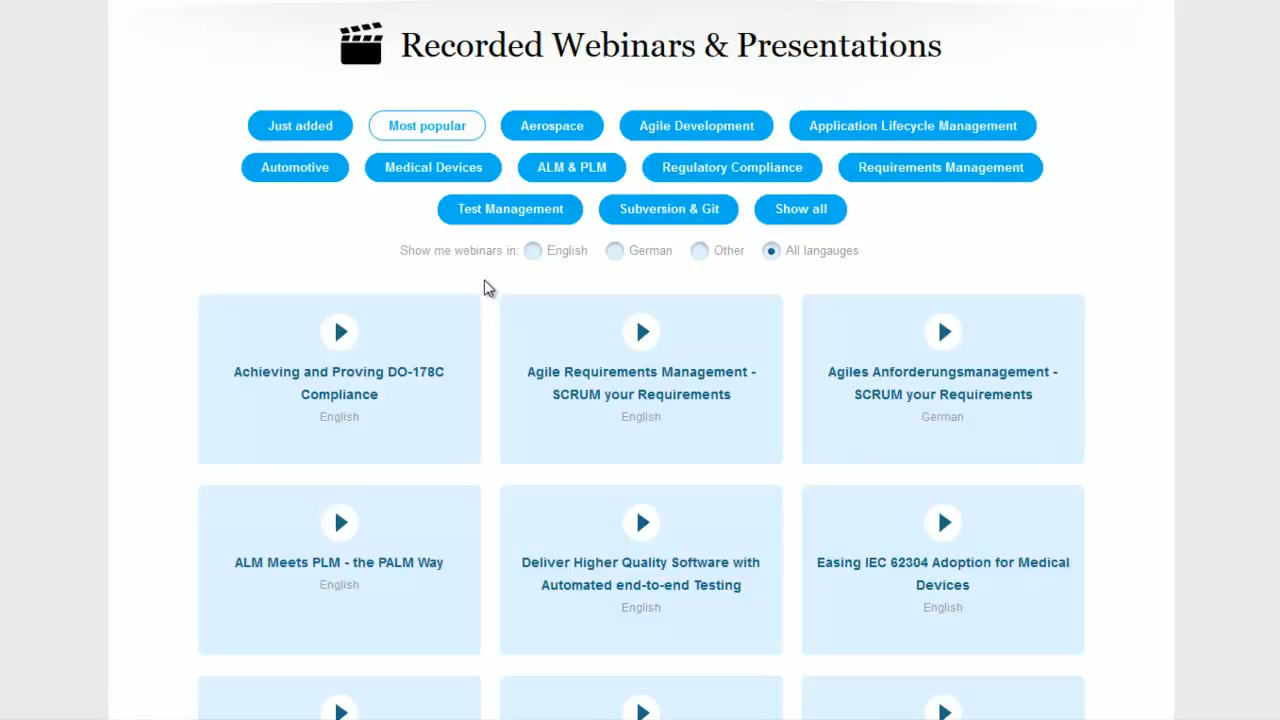 Recorded Webinars & Presentations
Just added
Most popular
Aerospace
Agile Development
Application Lifecycle Management
Automotive
Medical Devices
ALM & PLM
Regulatory Compliance
Requirements Management
Test Management
Subversion & Git
Show all
Show me webinars in: English German Other All langauges
Achieving and Proving DO-178C
Compliance
English
Agile Requirements Management -
SCRUM your Requirements
English
Agiles Anforderungsmanagement -
SCRUM your Requirements
German
ALM Meets PLM - the PALM Way
English
Deliver Higher Quality Software with
Automated end-to-end Testing
English
Easing IEC 62304 Adoption for Medical
Devices
English